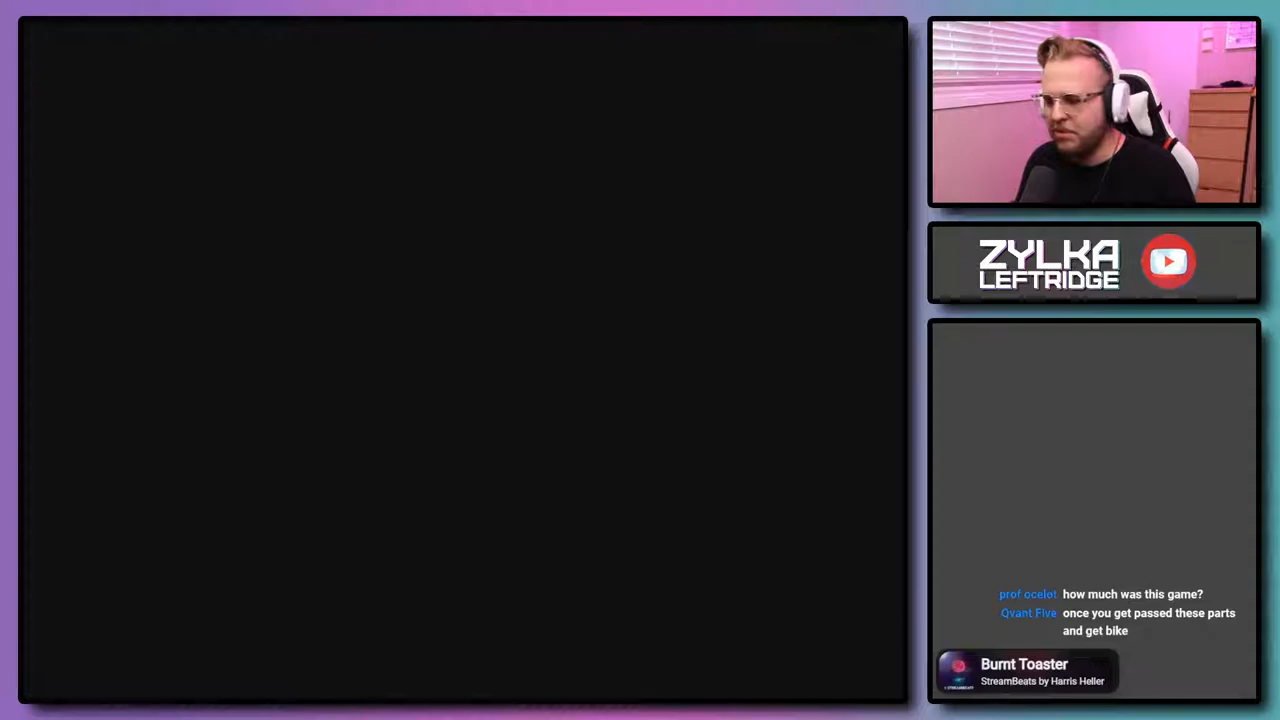 ZYLKA
LEFTRIDGE
prof ocelot how much was this game?
Qvant Five once you get passed these parts
and get bike
Burnt Toaster
StreamBeats by Harris Heller